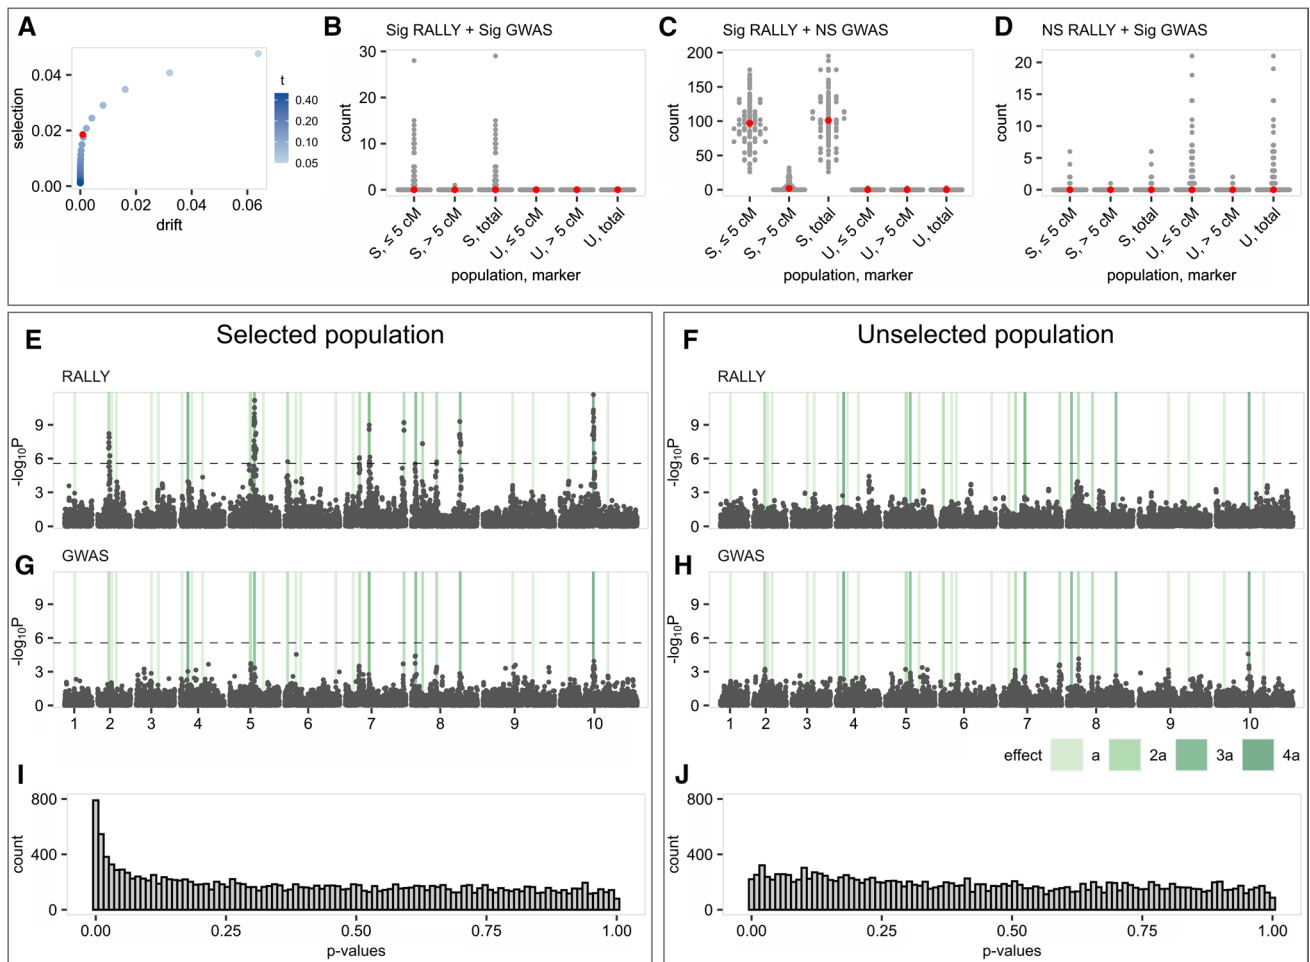 A
selection
0.04
0.02
0.00
0.00 0.02 0.04 0.06
drift
t
0.40
0.20
0.10
0.05
B
Sig RALLY + Sig GWAS
count
30
20
10
0
S, ≤ 5 cM
S, > 5 cM
S, total
U, ≤ 5 cM
U, > 5 cM
U, total
population, marker
C
Sig RALLY + NS GWAS
count
200
150
100
50
0
S, ≤ 5 cM
S, > 5 cM
S, total
U, ≤ 5 cM
U, > 5 cM
U, total
population, marker
D
NS RALLY + Sig GWAS
count
20
15
10
5
0
S, ≤ 5 cM
S, > 5 cM
S, total
U, ≤ 5 cM
U, > 5 cM
U, total
population, marker
E
Selected population
RALLY
-log10P
9
6
3
0
F
Unselected population
RALLY
-log10P
9
6
3
0
G
GWAS
-log10P
9
6
3
0
1 2 3 4 5 6 7 8 9 10
H
GWAS
-log10P
9
6
3
0
1 2 3 4 5 6 7 8 9 10
effect a 2a 3a 4a
I
count
800
400
0
0.00 0.25 0.50 0.75 1.00
p-values
J
count
800
400
0
0.00 0.25 0.50 0.75 1.00
p-values